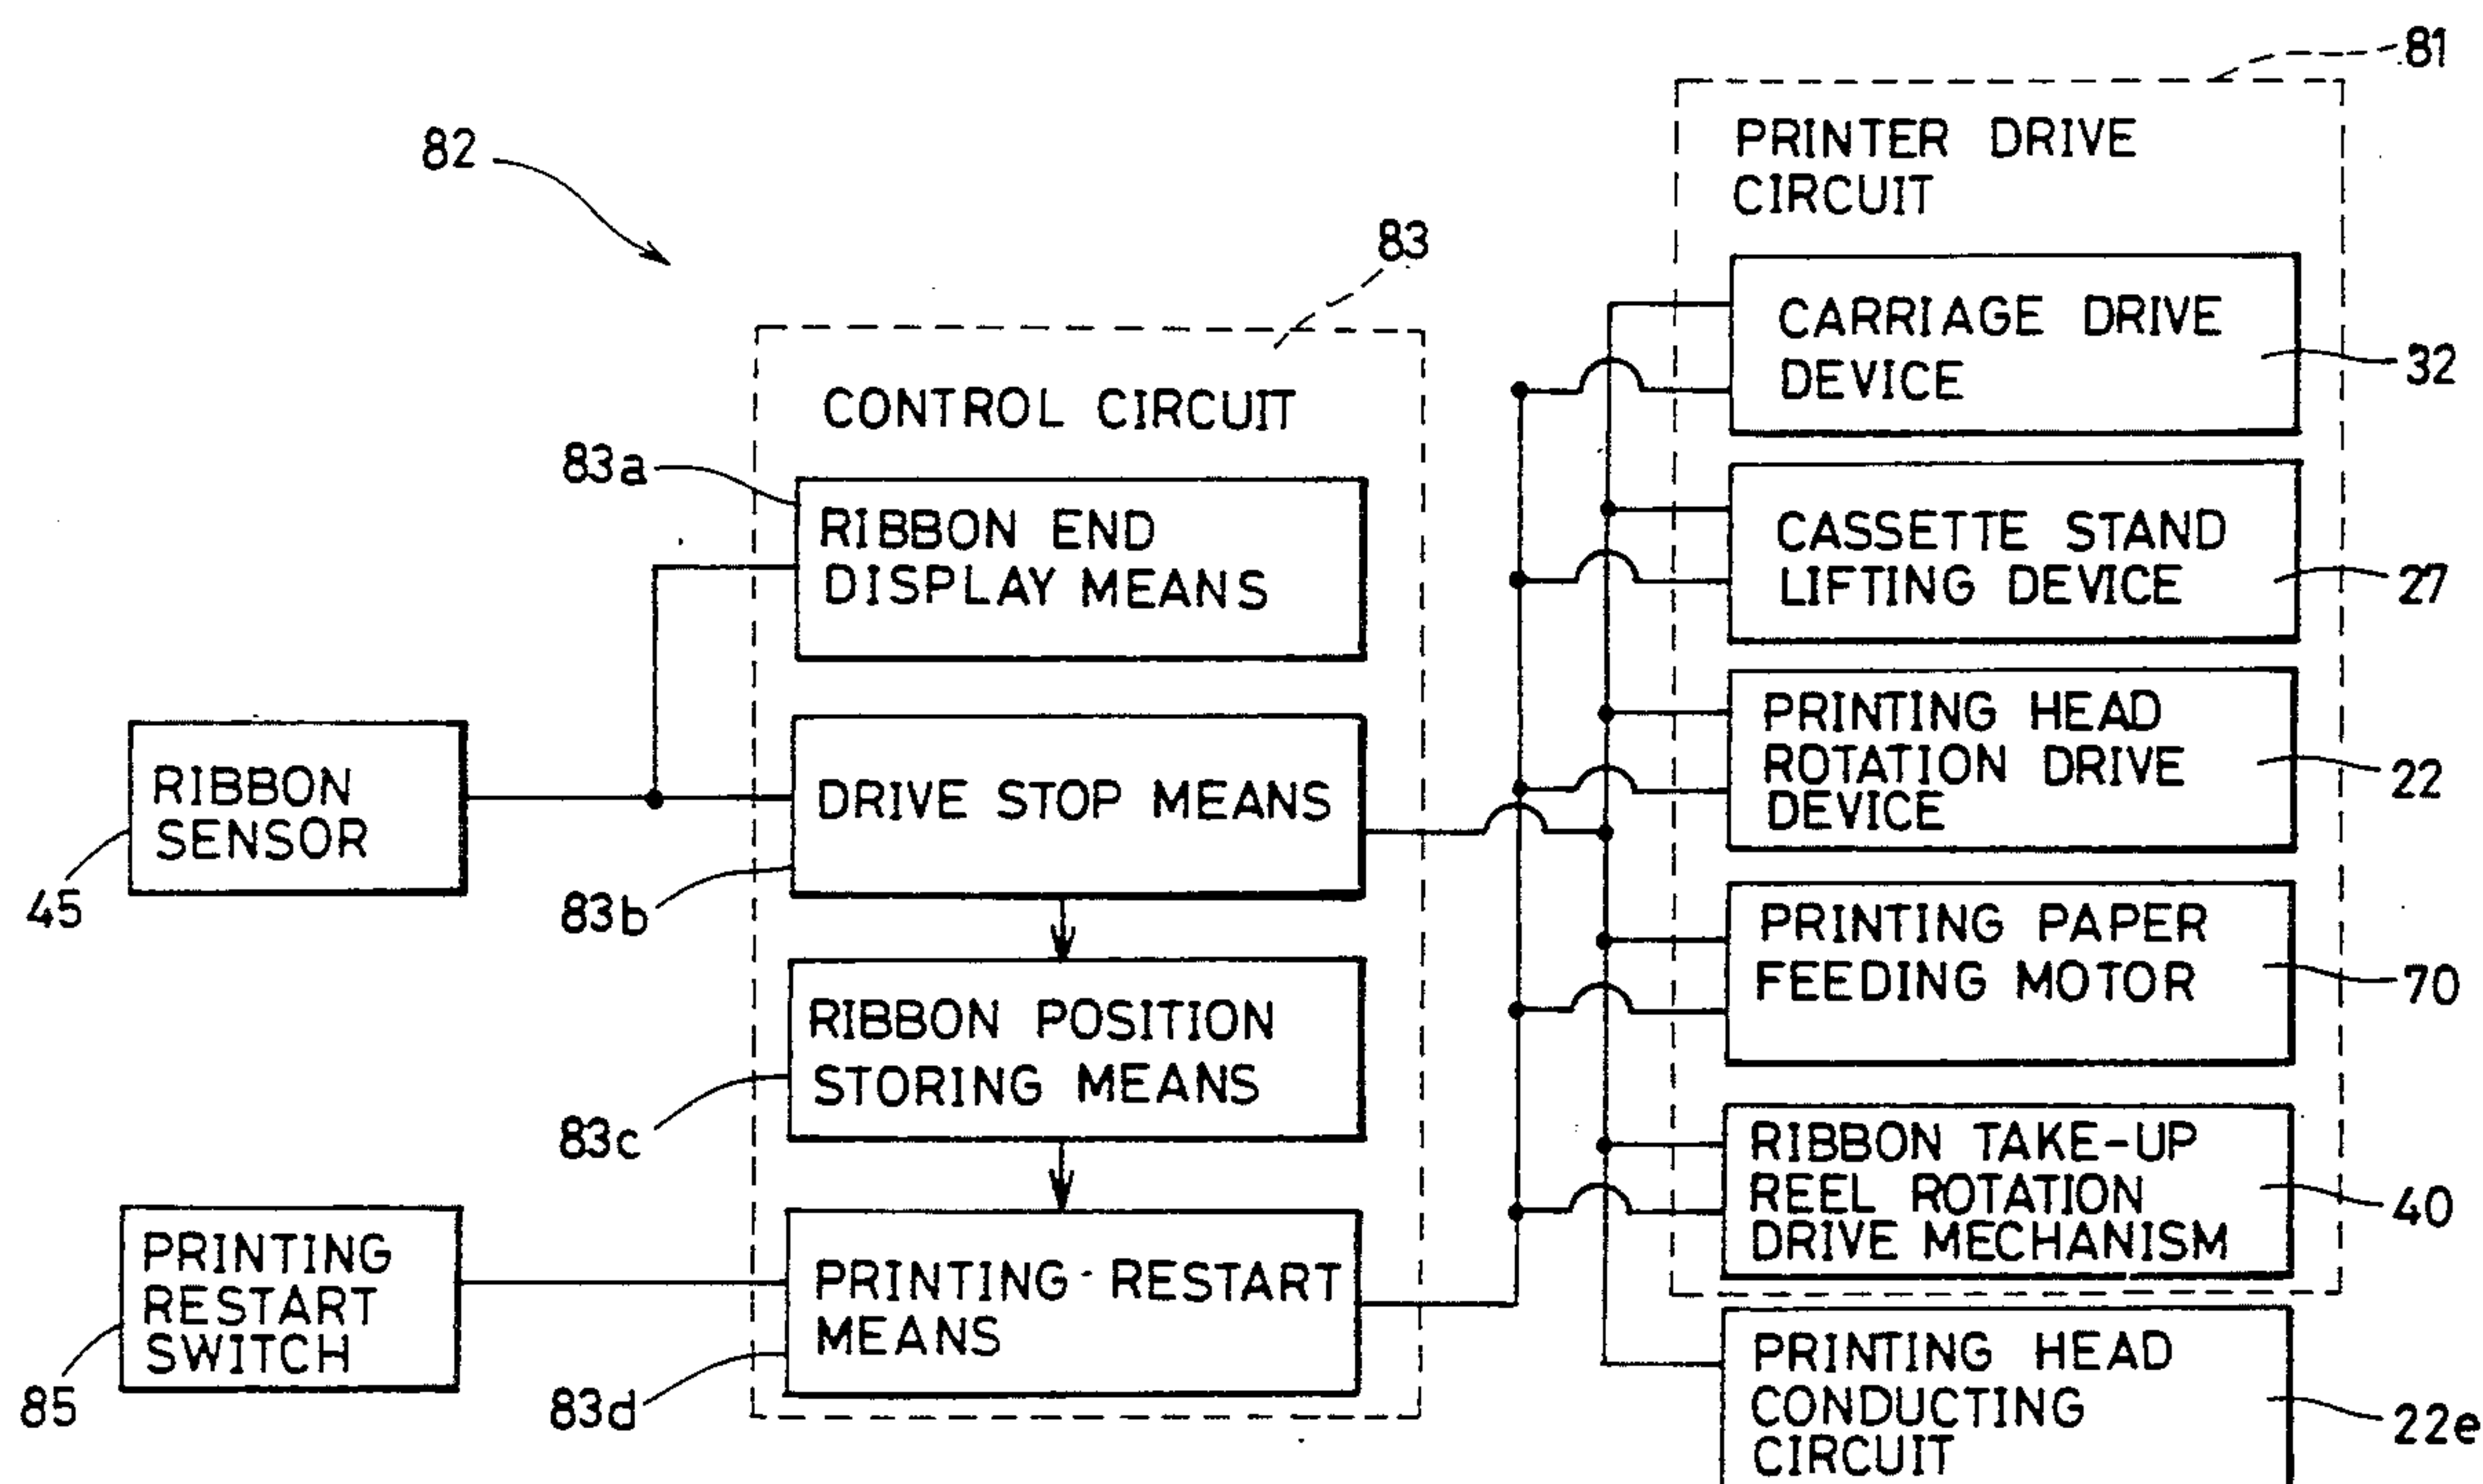 81
PRINTER DRIVE
CIRCUIT
82
83
CARRIAGE DRIVE
DEVICE
32
CONTROL CIRCUIT
83a
RIBBON END
DISPLAY MEANS
CASSETTE STAND
LIFTING DEVICE
27
RIBBON
SENSOR
45
DRIVE STOP MEANS
83b
PRINTING HEAD
ROTATION DRIVE
DEVICE
22
RIBBON POSITION
STORING MEANS
83c
PRINTING PAPER
FEEDING MOTOR
70
PRINTING
RESTART
SWITCH
85
PRINTING-RESTART
MEANS
83d
RIBBON TAKE-UP
REEL ROTATION
DRIVE MECHANISM
40
PRINTING HEAD
CONDUCTING
CIRCUIT
22e